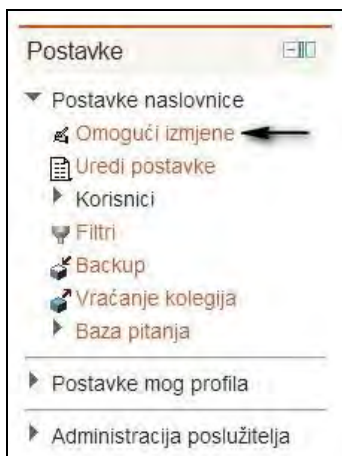 Postavke
Postavke naslovnice
Omogući izmjene
Uredi postavke
Korisnici
Filtri
Backup
Vraćanje kolegija
Baza pitanja
Postavke mog profila
Administracija poslužitelja